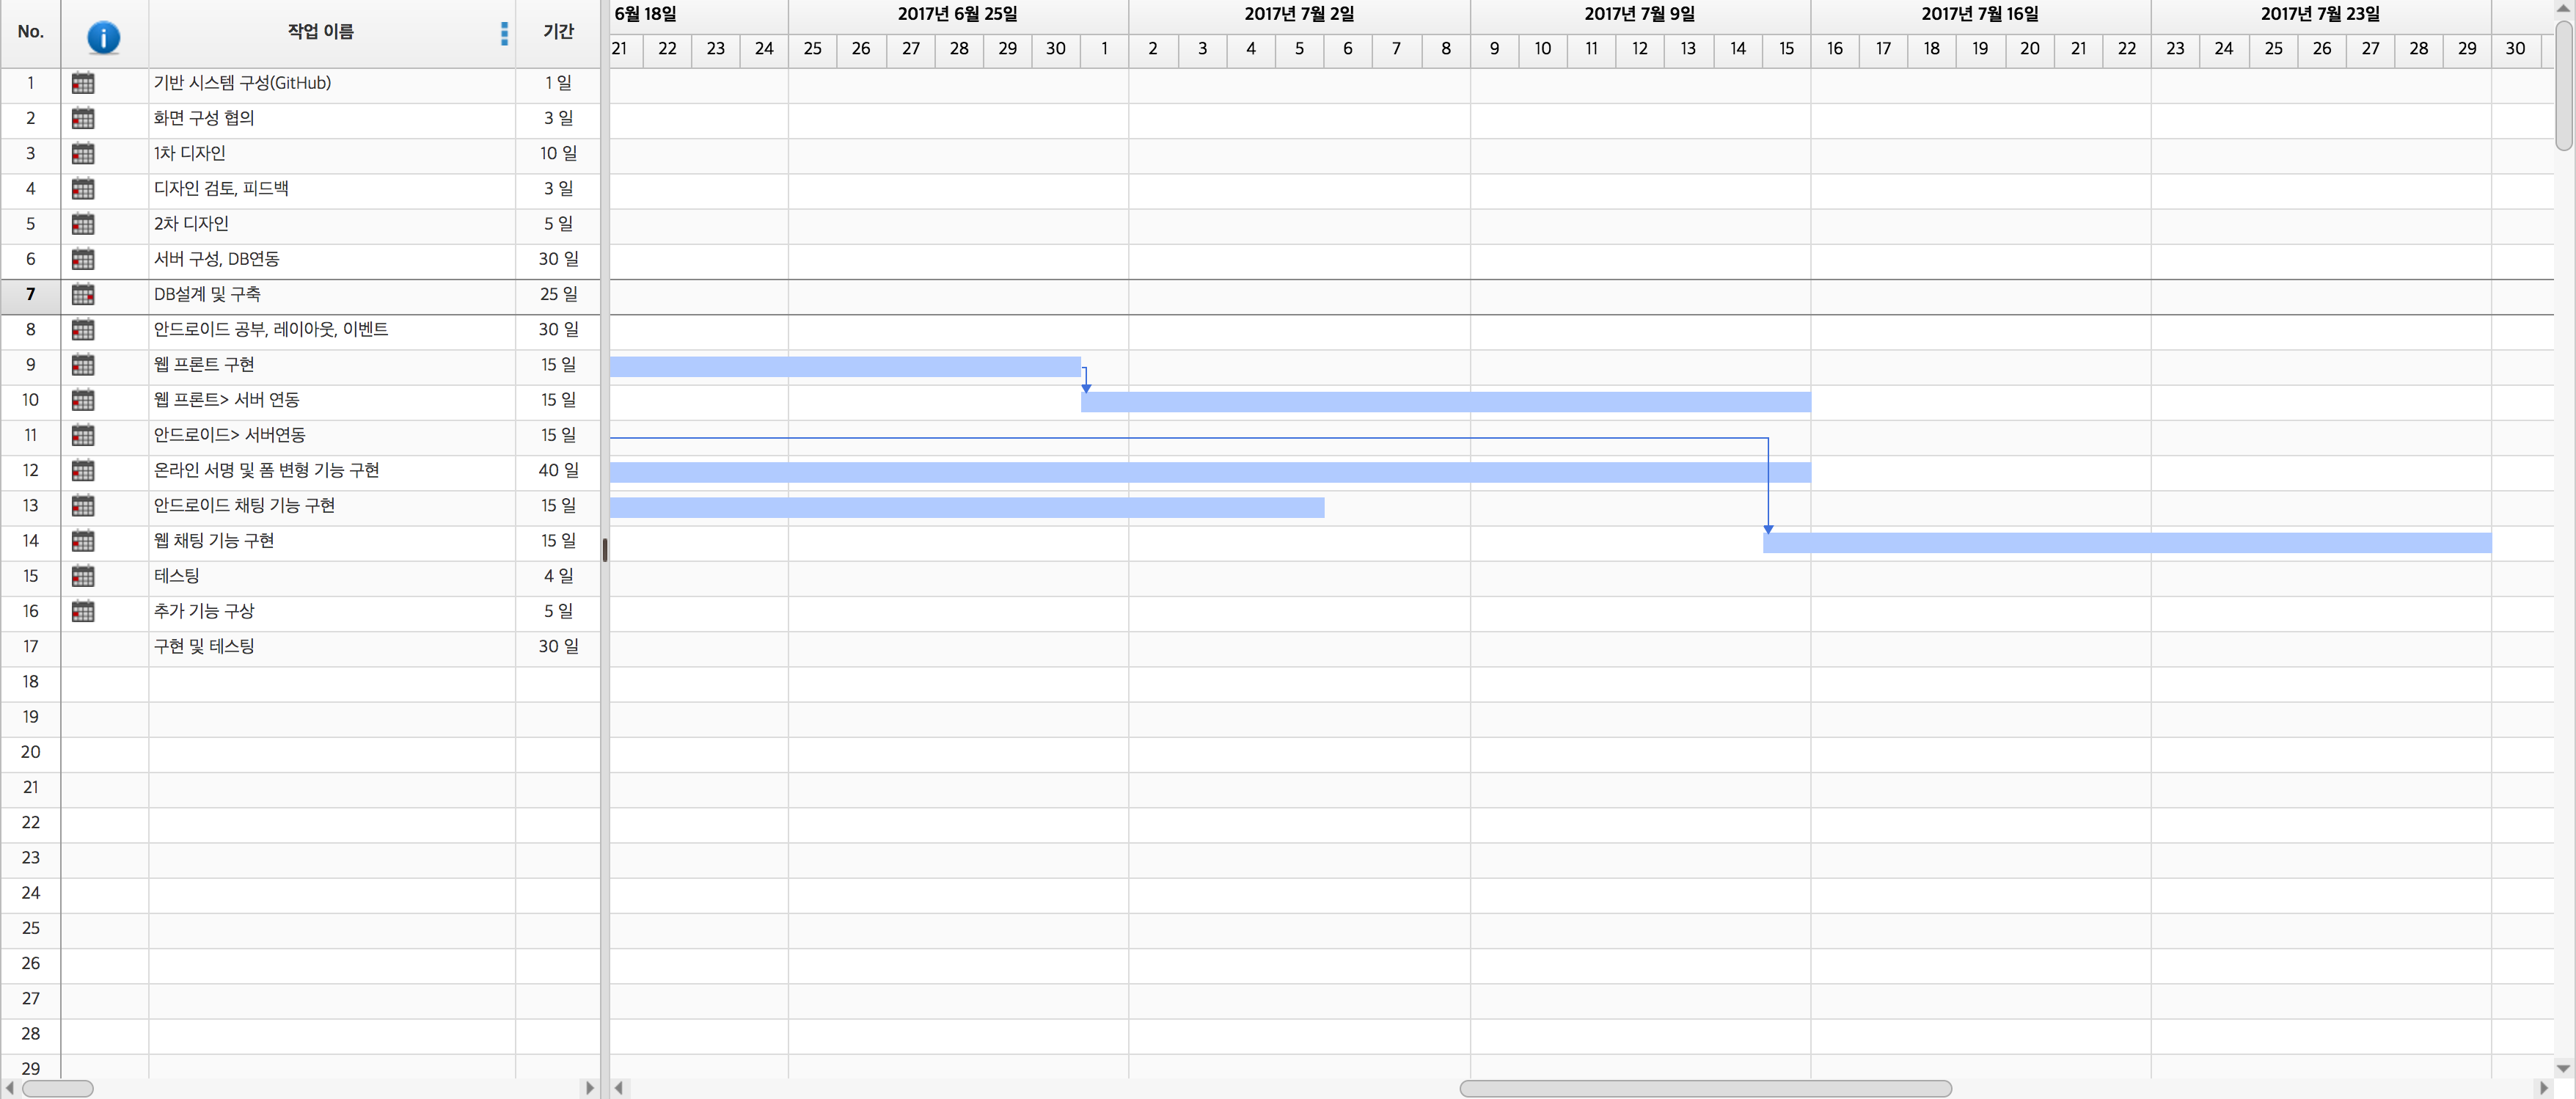 No. i 작업 이름 기간 6월 18일 2017년 6월 25일 2017년 7월 2일 2017년 7월 9일 2017년 7월 16일 2017년 7월 23일
21 22 23 24 25 26 27 28 29 30 1 2 3 4 5 6 7 8 9 10 11 12 13 14 15 16 17 18 19 20 21 22 23 24 25 26 27 28 29 30
1 기반 시스템 구성(GitHub) 1 일
2 화면 구성 협의 3 일
3 1차 디자인 10 일
4 디자인 검토, 피드백 3 일
5 2차 디자인 5 일
6 서버 구성, DB연동 30 일
7 DB설계 및 구축 25 일
8 안드로이드 공부, 레이아웃, 이벤트 30 일
9 웹 프론트 구현 15 일
10 웹 프론트> 서버 연동 15 일
11 안드로이드> 서버연동 15 일
12 온라인 서명 및 폼 변형 기능 구현 40 일
13 안드로이드 채팅 기능 구현 15 일
14 웹 채팅 기능 구현 15 일
15 테스팅 4 일
16 추가 기능 구상 5 일
17 구현 및 테스팅 30 일
18
19
20
21
22
23
24
25
26
27
28
29